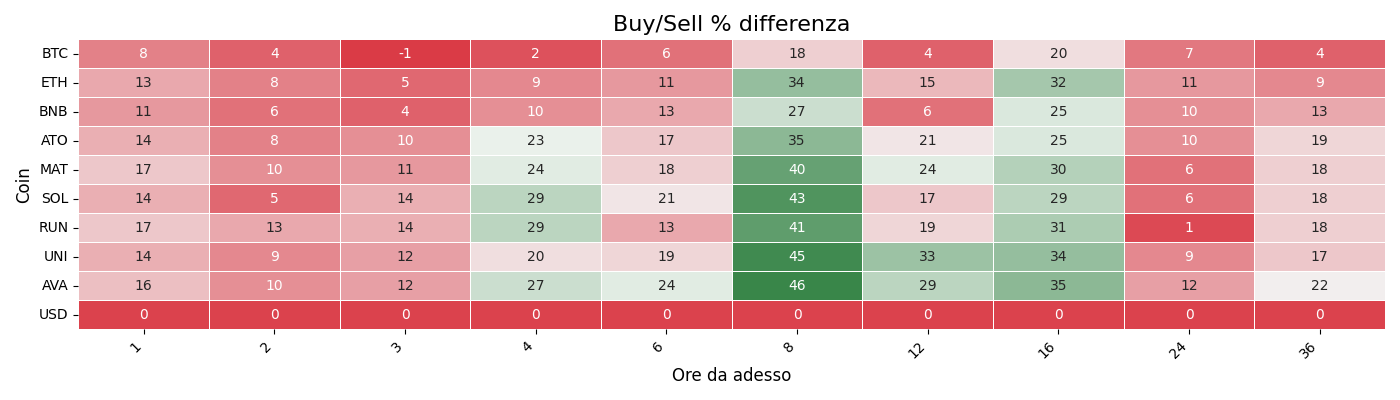 Buy/Sell % differenza
Coin
BTC 8 4 -1 2 6 18 4 20 7 4
ETH 13 8 5 9 11 34 15 32 11 9
BNB 11 6 4 10 13 27 6 25 10 13
ATO 14 8 10 23 17 35 21 25 10 19
MAT 17 10 11 24 18 40 24 30 6 18
SOL 14 5 14 29 21 43 17 29 6 18
RUN 17 13 14 29 13 41 19 31 1 18
UNI 14 9 12 20 19 45 33 34 9 17
AVA 16 10 12 27 24 46 29 35 12 22
USD 0 0 0 0 0 0 0 0 0 0
1 2 3 4 6 8 12 16 24 36
Ore da adesso